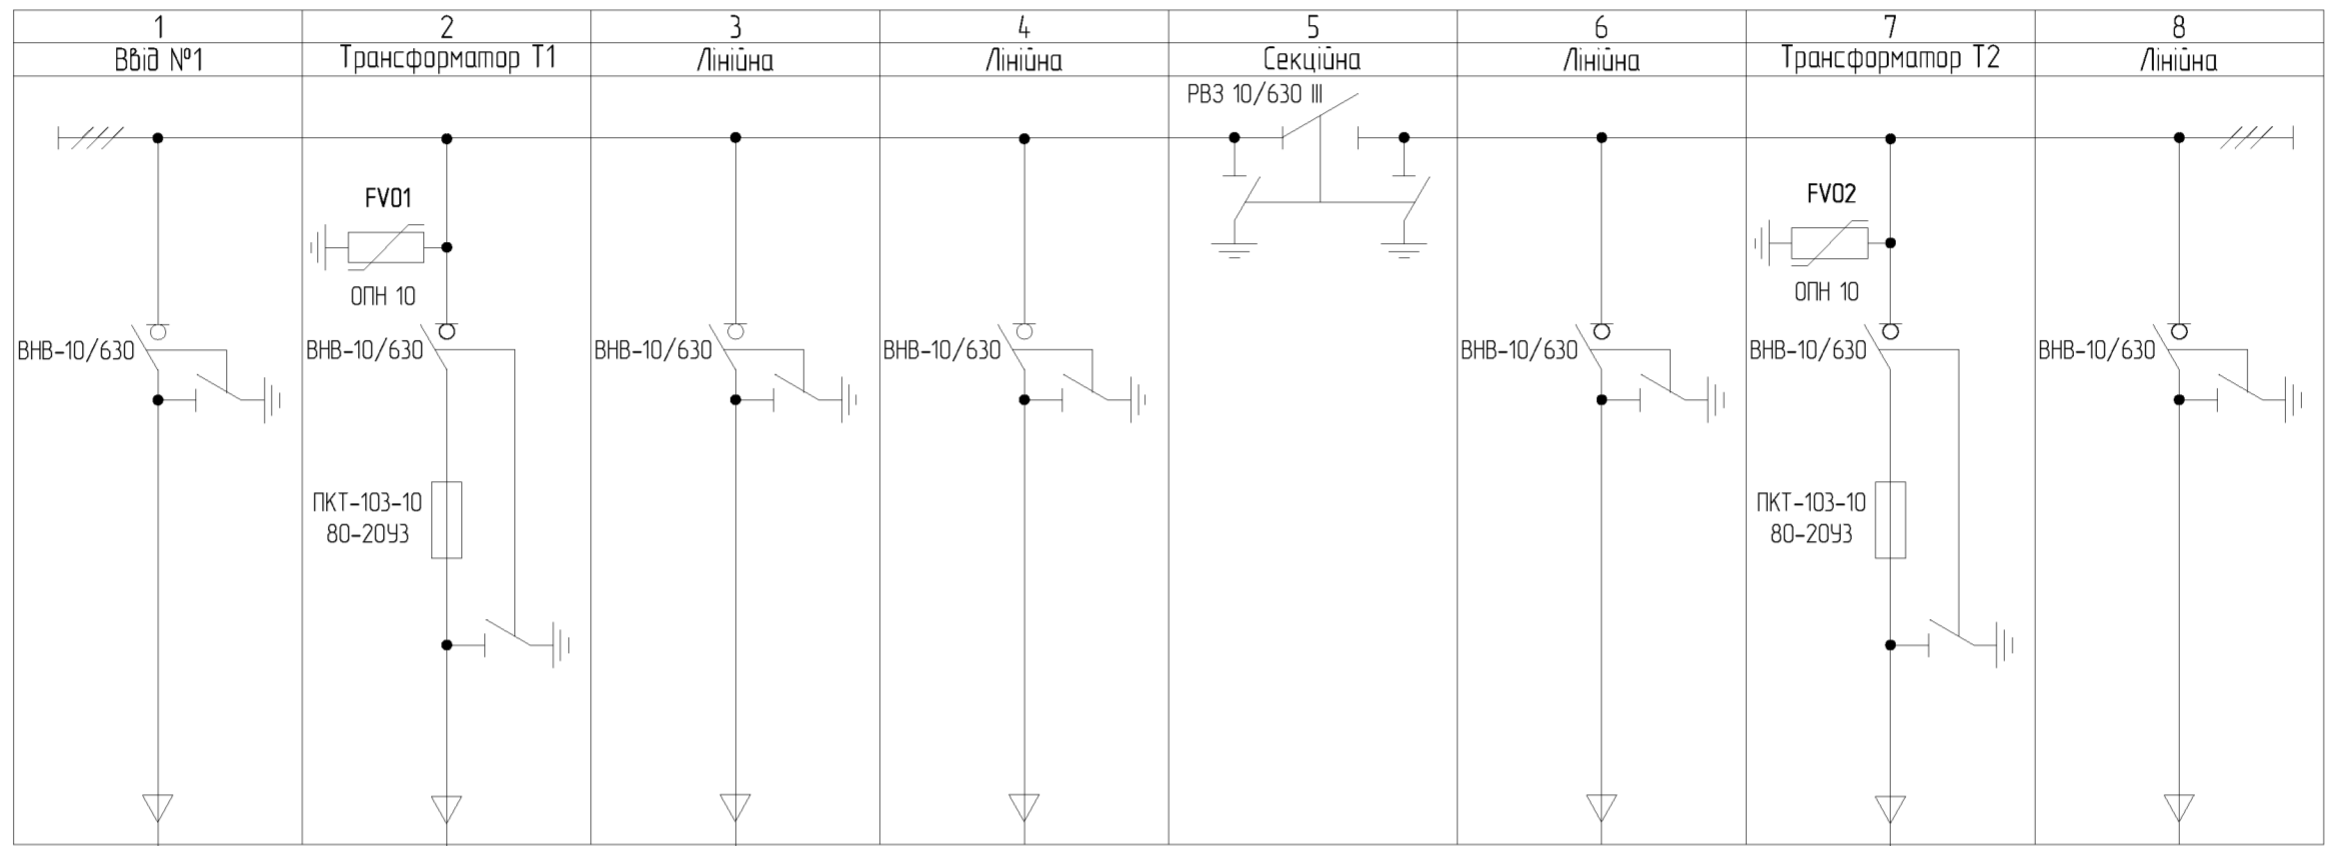 1
2
3
4
5
6
7
8
Ввід №1
Трансформатор Т1
Лінійна
Лінійна
Секційна
Лінійна
Трансформатор Т2
Лінійна
РВЗ 10/630 III
FV01
FV02
ОПН 10
ОПН 10
ВНВ-10/630
ВНВ-10/630
ВНВ-10/630
ВНВ-10/630
ВНВ-10/630
ВНВ-10/630
ВНВ-10/630
ПКТ-103-10
80-20У3
ПКТ-103-10
80-20У3